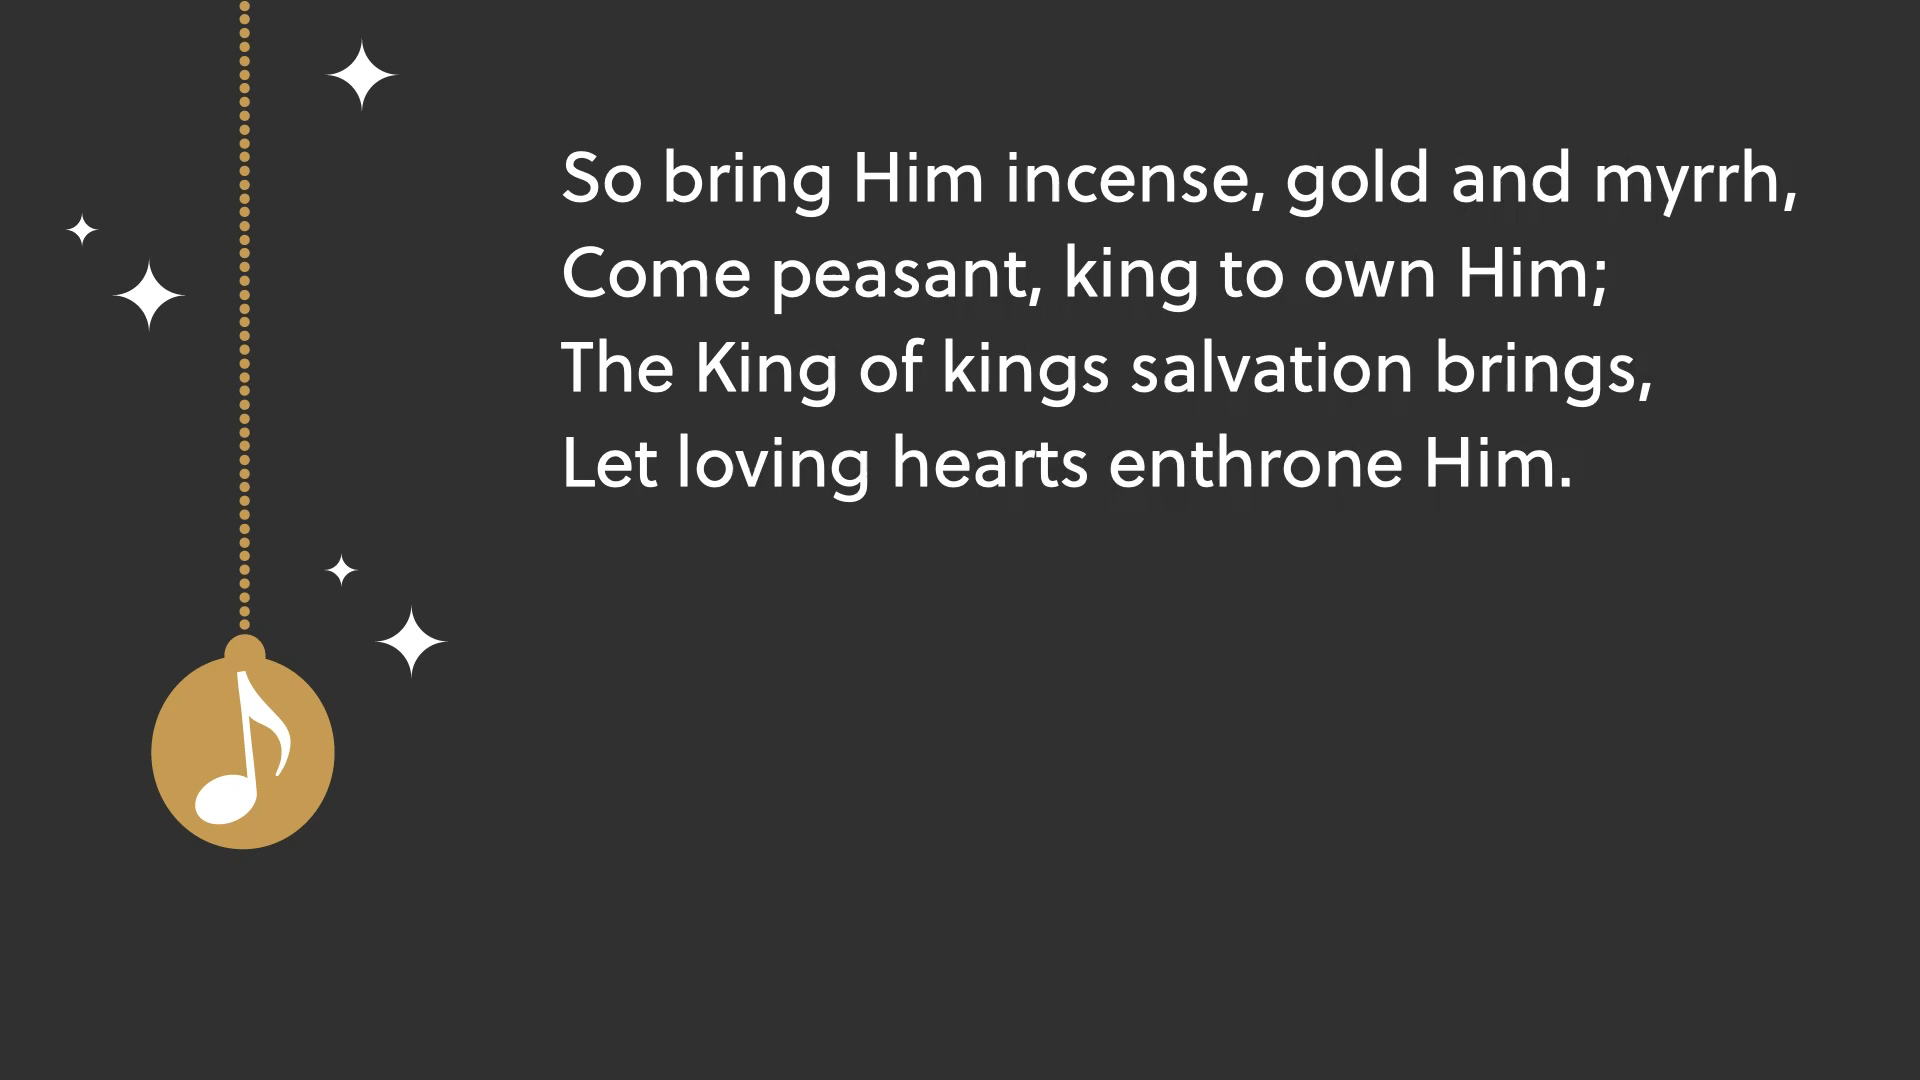 So bring Him incense, gold and myrrh,
Come peasant, king to own Him;
The King of kings salvation brings,
Let loving hearts enthrone Him.